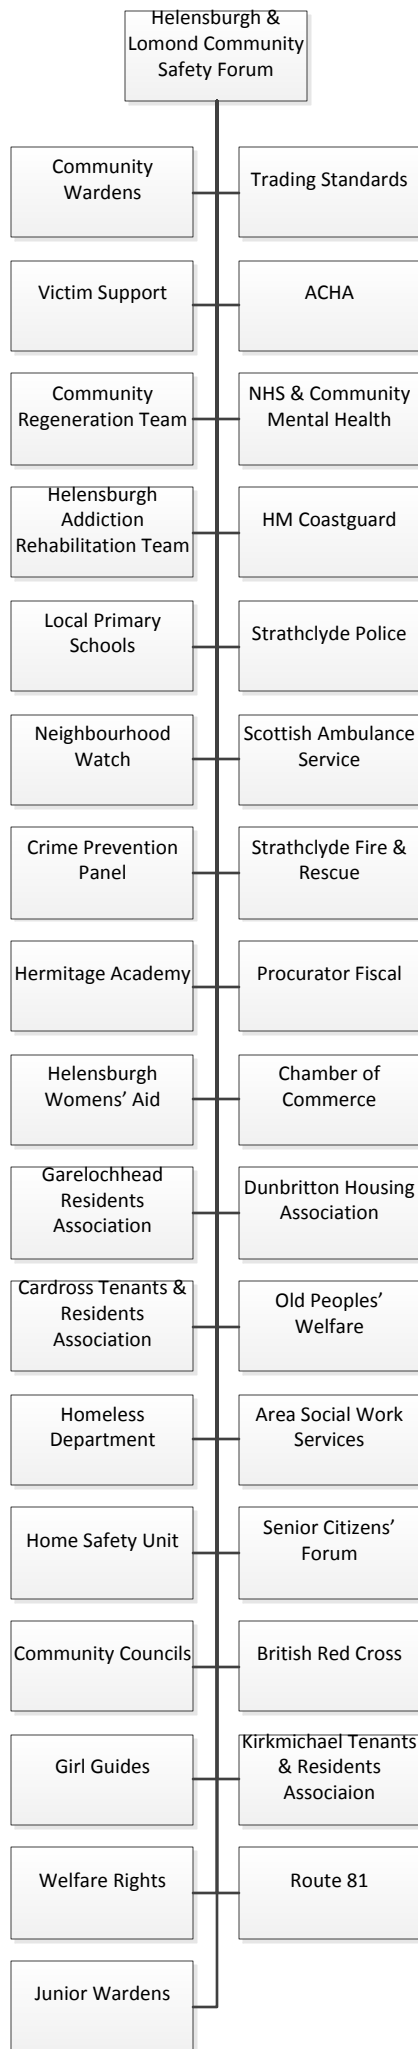 Helensburgh &
Lomond Community
Safety Forum
Community
Wardens
Trading Standards
Victim Support
ACHA
Community
Regeneration Team
NHS & Community
Mental Health
Helensburgh
Addiction
Rehabilitation Team
HM Coastguard
Local Primary
Schools
Strathclyde Police
Neighbourhood
Watch
Scottish Ambulance
Service
Crime Prevention
Panel
Strathclyde Fire &
Rescue
Hermitage Academy
Procurator Fiscal
Helensburgh
Womens’ Aid
Chamber of
Commerce
Garelochhead
Residents
Association
Dunbritton Housing
Association
Cardross Tenants &
Residents
Association
Old Peoples’
Welfare
Homeless
Department
Area Social Work
Services
Home Safety Unit
Senior Citizens’
Forum
Community Councils
British Red Cross
Girl Guides
Kirkmichael Tenants
& Residents
Associaion
Welfare Rights
Route 81
Junior Wardens